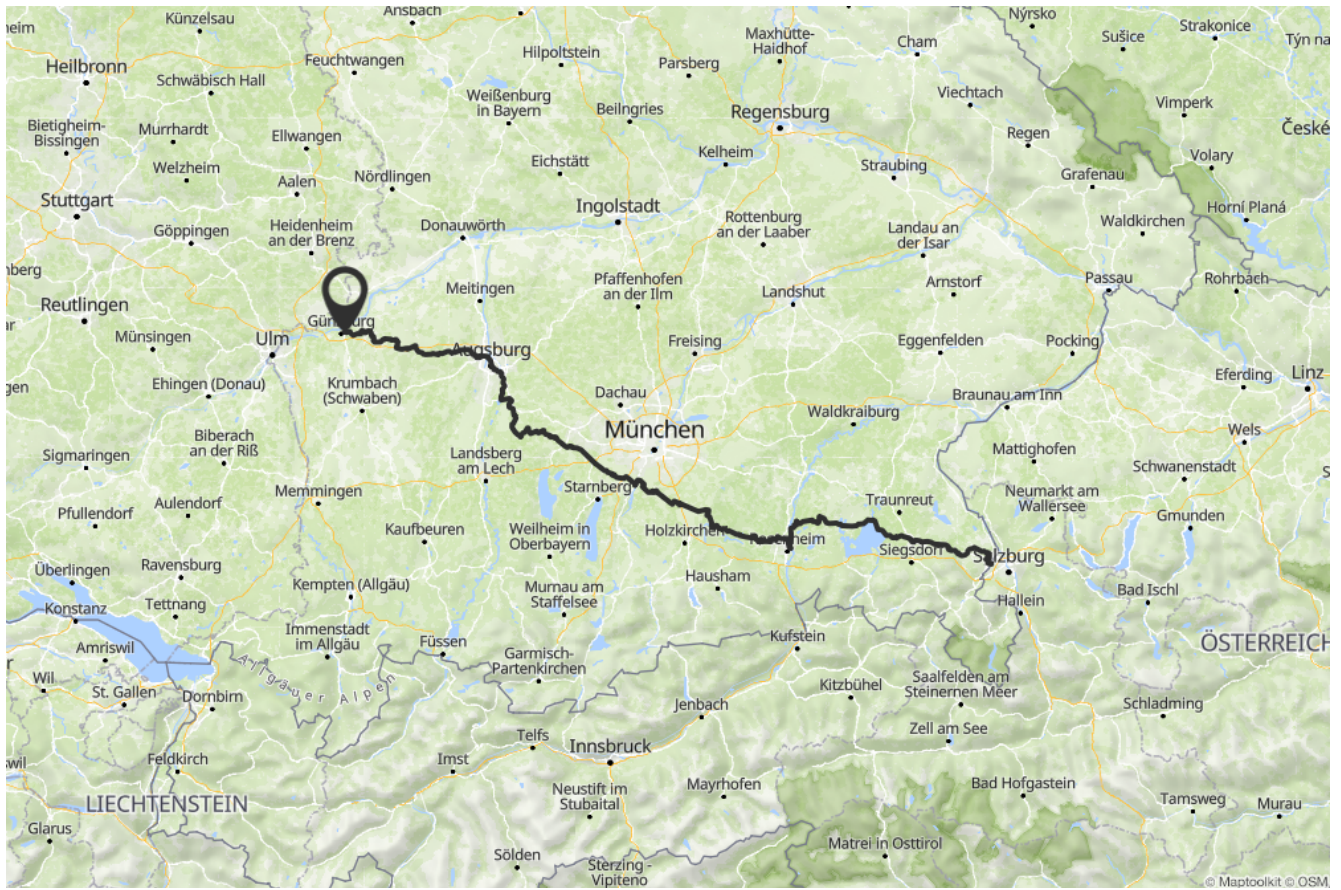 Ansbach
Nýrsko
Strakonice
Künzelsau
Maxhütte-
Haidhof
Sušice
Týn na
heim
Cham
Hilpoltstein
Feuchtwangen
Parsberg
Heilbronn
Schwäbisch Hall
Weißenburg
in Bayern
Viechtach
Vimperk
Beilngries
Regensburg
Bietigheim-
Bissingen
Murrhardt
Ellwangen
Regen
České
Kelheim
Volary
Welzheim
Eichstätt
Straubing
Aalen
Nördlingen
Grafenau
Stuttgart
Ingolstadt
Horní Planá
Göppingen
Heidenheim
an der Brenz
Donauwörth
Rottenburg
an der Laaber
Landau an
der Isar
Waldkirchen
nberg
Pfaffenhofen
an der Ilm
Passau
Rohrbach
Meitingen
Landshut
Arnstorf
Reutlingen
ar
Münsingen
Ulm
Augsburg
Freising
Eggenfelden
Pocking
gen
Ehingen (Donau)
Krumbach
(Schwaben)
Dachau
Eferding
Linz
Braunau am Inn
Waldkraiburg
München
Biberach
an der Riß
Wels
Sigmaringen
Landsberg
am Lech
Mattighofen
Schwanenstadt
S
Memmingen
Starnberg
Traunreut
Neumarkt am
Wallersee
Aulendorf
Pfullendorf
Kaufbeuren
Weilheim in
Oberbayern
Holzkirchen
Gmunden
Siegsdorf
Salzburg
Ravensburg
Überlingen
Kempten (Allgäu)
Murnau am
Staffelsee
Hausham
Bad Ischl
Hallein
Konstanz
Tettnang
Immenstadt
im Allgäu
Füssen
Kufstein
Amriswil
ÖSTERREICH
Garmisch-
Partenkirchen
Allgäuer Alpen
Wil
St. Gallen
Dornbirn
Kitzbühel
Saalfelden am
Steinernen Meer
Jenbach
Schladming
Zell am See
Telfs
Innsbruck
Feldkirch
Imst
wil
Neustift im
Stubaital
Mayrhofen
Bad Hofgastein
Tamsweg
Murau
LIECHTENSTEIN
Glarus
Matrei in Osttirol
Sölden
Sterzing -
Vipiteno
© Maptoolkit © OSM